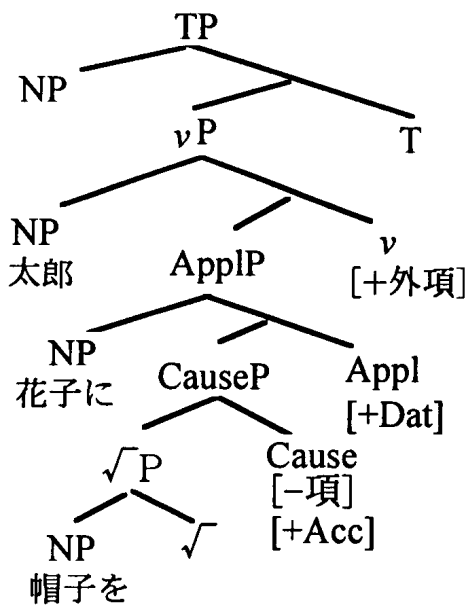 TP
NP
vP T
NP v
太郎 ApplP [+外項]
NP CauseP Appl
花子に [+Dat]
√P Cause
[−項]
NP √ [+Acc]
帽子を